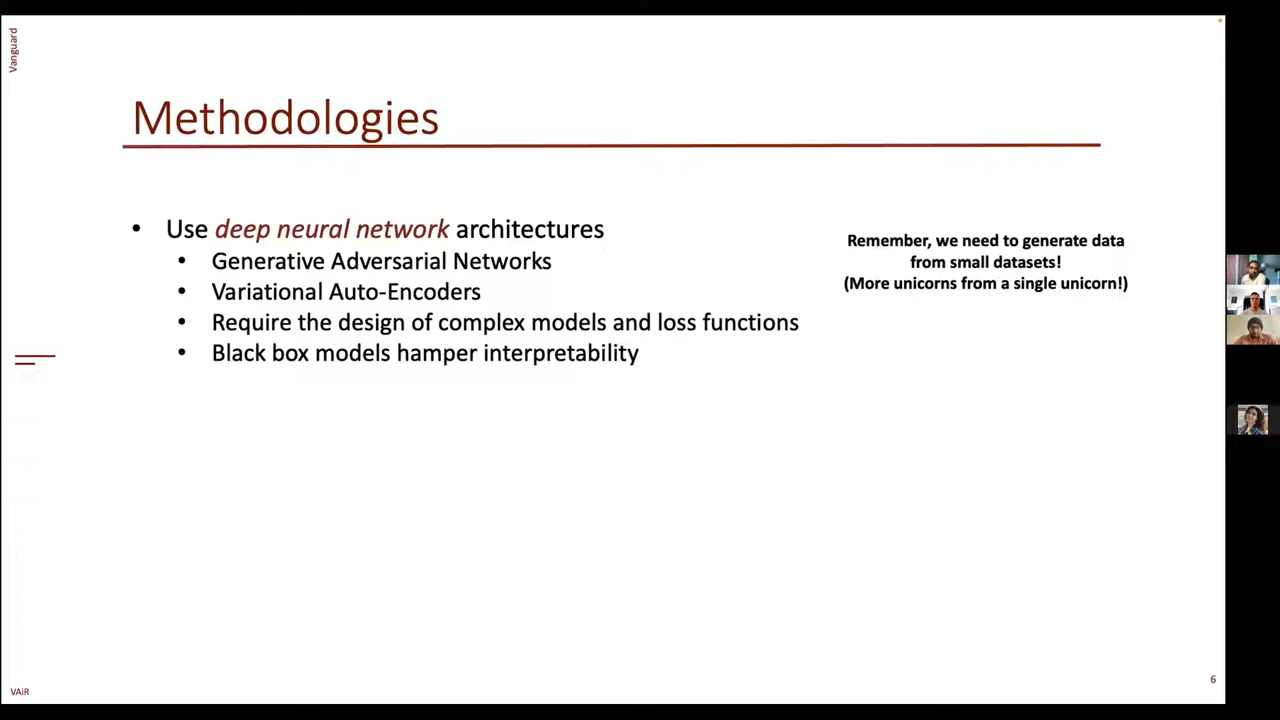 Vanguard
Methodologies
• Use deep neural network architectures
• Generative Adversarial Networks
• Variational Auto-Encoders
• Require the design of complex models and loss functions
• Black box models hamper interpretability
Remember, we need to generate data
from small datasets!
(More unicorns from a single unicorn!)
VAiR
6